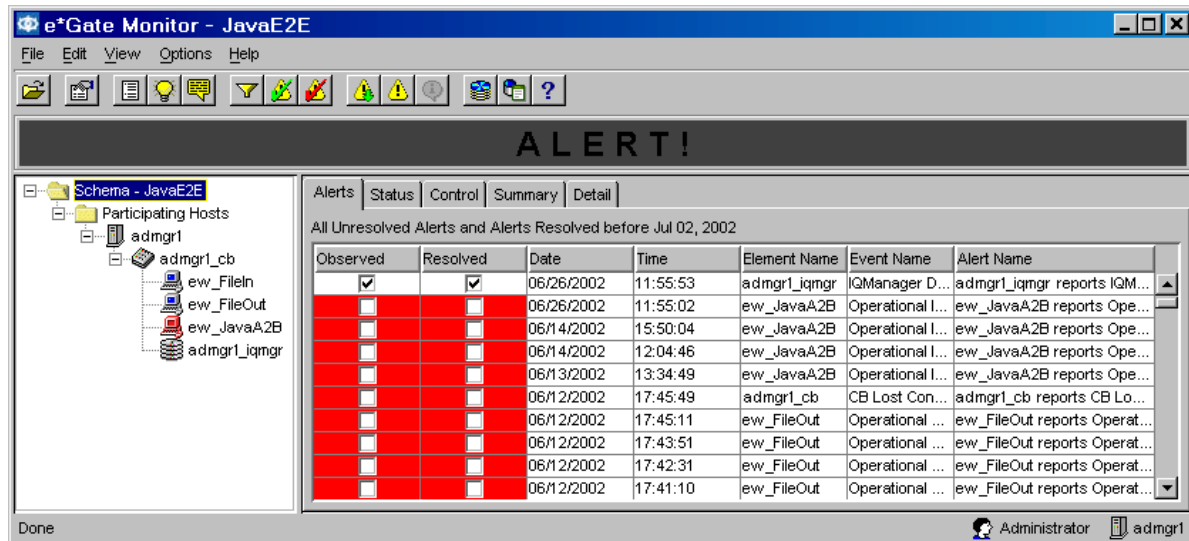 e*Gate Monitor - JavaE2E
File Edit View Options Help
ALERT!
Schema - JavaE2E
Participating Hosts
admgr1
admgr1_cb
ew_FileIn
ew_FileOut
ew_JavaA2B
admgr1_iqmgr
Alerts Status Control Summary Detail
All Unresolved Alerts and Alerts Resolved before Jul 02, 2002
Observed Resolved Date Time Element Name Event Name Alert Name
06/26/2002 11:55:53 admgr1_iqmgr IQManager D... admgr1_iqmgr reports IQM...
06/26/2002 11:55:02 ew_JavaA2B Operational I... ew_JavaA2B reports Ope...
06/14/2002 15:50:04 ew_JavaA2B Operational I... ew_JavaA2B reports Ope...
06/14/2002 12:04:46 ew_JavaA2B Operational I... ew_JavaA2B reports Ope...
06/13/2002 13:34:49 ew_JavaA2B Operational I... ew_JavaA2B reports Ope...
06/12/2002 17:45:49 admgr1_cb CB Lost Con... admgr1_cb reports CB Lo...
06/12/2002 17:45:11 ew_FileOut Operational ... ew_FileOut reports Operat...
06/12/2002 17:43:51 ew_FileOut Operational ... ew_FileOut reports Operat...
06/12/2002 17:42:31 ew_FileOut Operational ... ew_FileOut reports Operat...
06/12/2002 17:41:10 ew_FileOut Operational ... ew_FileOut reports Operat...
Done Administrator admgr1